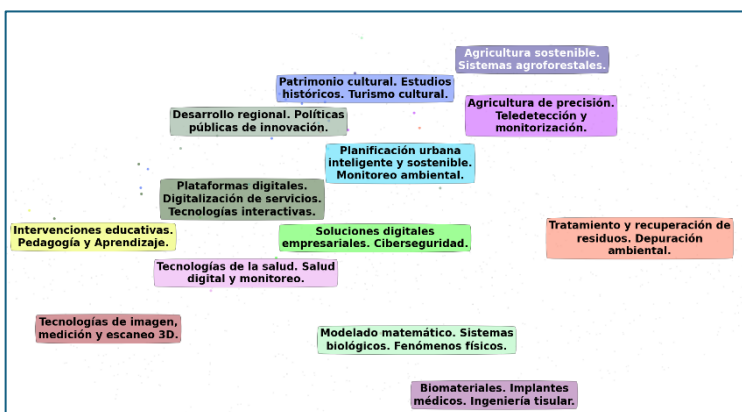 Agricultura sostenible.
Sistemas agroforestales.
Patrimonio cultural. Estudios
históricos. Turismo cultural.
Agricultura de precisión.
Teledetección y
monitorización.
Desarrollo regional. Políticas
públicas de innovación.
Planificación urbana
inteligente y sostenible.
Monitoreo ambiental.
Plataformas digitales.
Digitalización de servicios.
Tecnologías interactivas.
Intervenciones educativas.
Pedagogía y Aprendizaje.
Soluciones digitales
empresariales. Ciberseguridad.
Tratamiento y recuperación de
residuos. Depuración
ambiental.
Tecnologías de la salud. Salud
digital y monitoreo.
Tecnologías de imagen,
medición y escaneo 3D.
Modelado matemático. Sistemas
biológicos. Fenómenos físicos.
Biomateriales. Implantes
médicos. Ingeniería tisular.